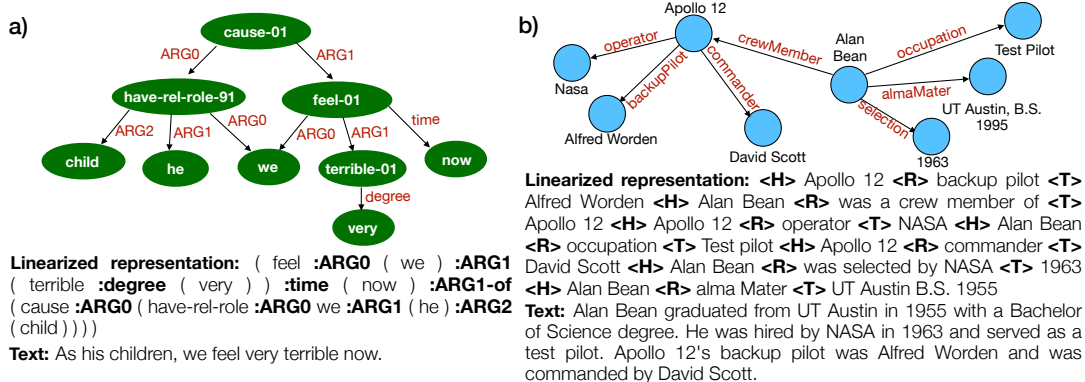 a)
cause-01
ARG0
ARG1
have-rel-role-91
feel-01
ARG2
ARG1
ARG0
ARG0
ARG1
time
child
he
we
terrible-01
now
degree
very
Linearized representation: ( feel :ARG0 ( we ) :ARG1
( terrible :degree ( very ) ) :time ( now ) :ARG1-of
( cause :ARG0 ( have-rel-role :ARG0 we :ARG1 ( he ) :ARG2
( child ) ) ) )
Text: As his children, we feel very terrible now.
b)
Apollo 12
operator
crewMember
Alan
Bean
occupation
Test Pilot
Nasa
backupPilot
commander
almaMater
UT Austin, B.S.
1995
selection
Alfred Worden
David Scott
1963
Linearized representation: <H> Apollo 12 <R> backup pilot <T>
Alfred Worden <H> Alan Bean <R> was a crew member of <T>
Apollo 12 <H> Apollo 12 <R> operator <T> NASA <H> Alan Bean
<R> occupation <T> Test pilot <H> Apollo 12 <R> commander <T>
David Scott <H> Alan Bean <R> was selected by NASA <T> 1963
<H> Alan Bean <R> alma Mater <T> UT Austin B.S. 1955
Text: Alan Bean graduated from UT Austin in 1955 with a Bachelor
of Science degree. He was hired by NASA in 1963 and served as a
test pilot. Apollo 12's backup pilot was Alfred Worden and was
commanded by David Scott.